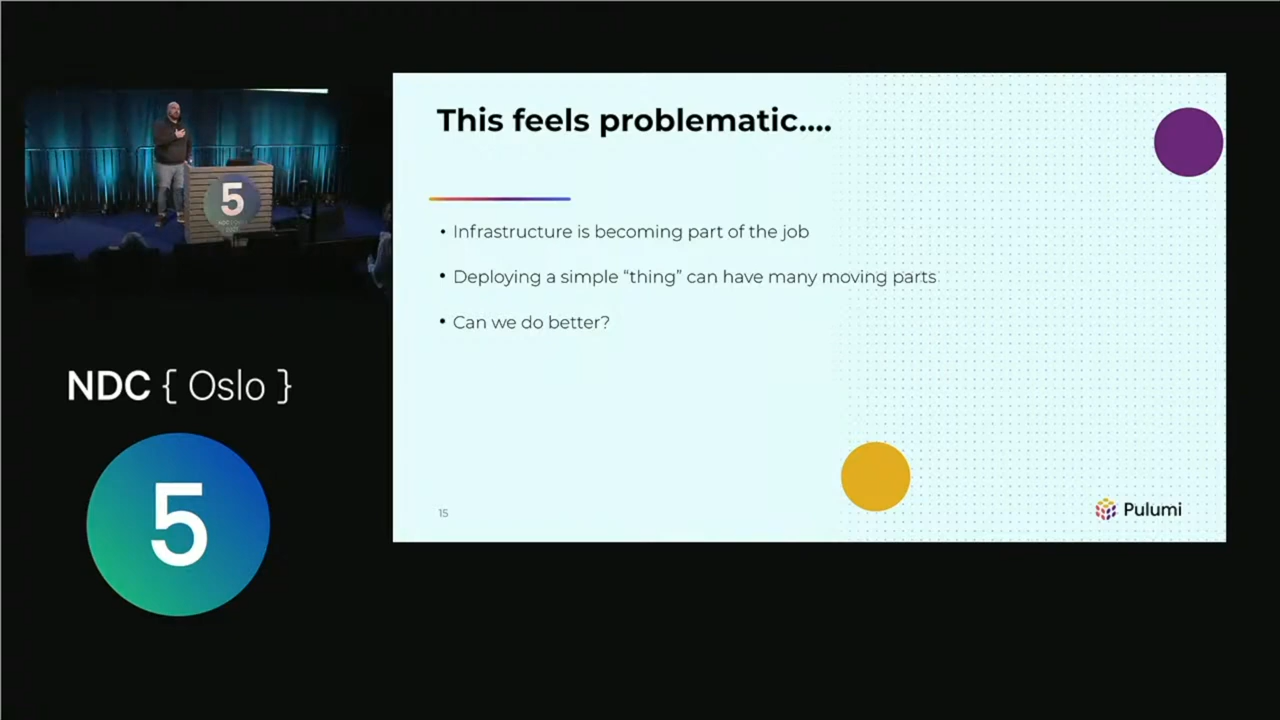 This feels problematic....
• Infrastructure is becoming part of the job
• Deploying a simple “thing” can have many moving parts
• Can we do better?
15
Pulumi
5
NDC { Oslo }
5